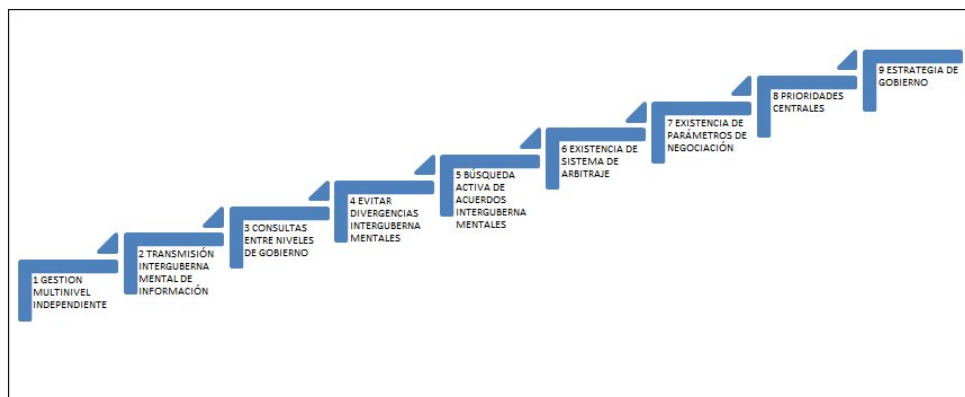 1 GESTION
MULTINIVEL
INDEPENDIENTE
2 TRANSMISIÓN
INTERGUBERNA
MENTAL DE
INFORMACIÓN
3 CONSULTAS
ENTRE NIVELES
DE GOBIERNO
4 EVITAR
DIVERGENCIAS
INTERGUBERNA
MENTALES
5 BÚSQUEDA
ACTIVA DE
ACUERDOS
INTERGUBERNA
MENTALES
6 EXISTENCIA DE
SISTEMA DE
ARBITRAJE
7 EXISTENCIA DE
PARÁMETROS DE
NEGOCIACIÓN
8 PRIORIDADES
CENTRALES
9 ESTRATEGIA DE
GOBIERNO